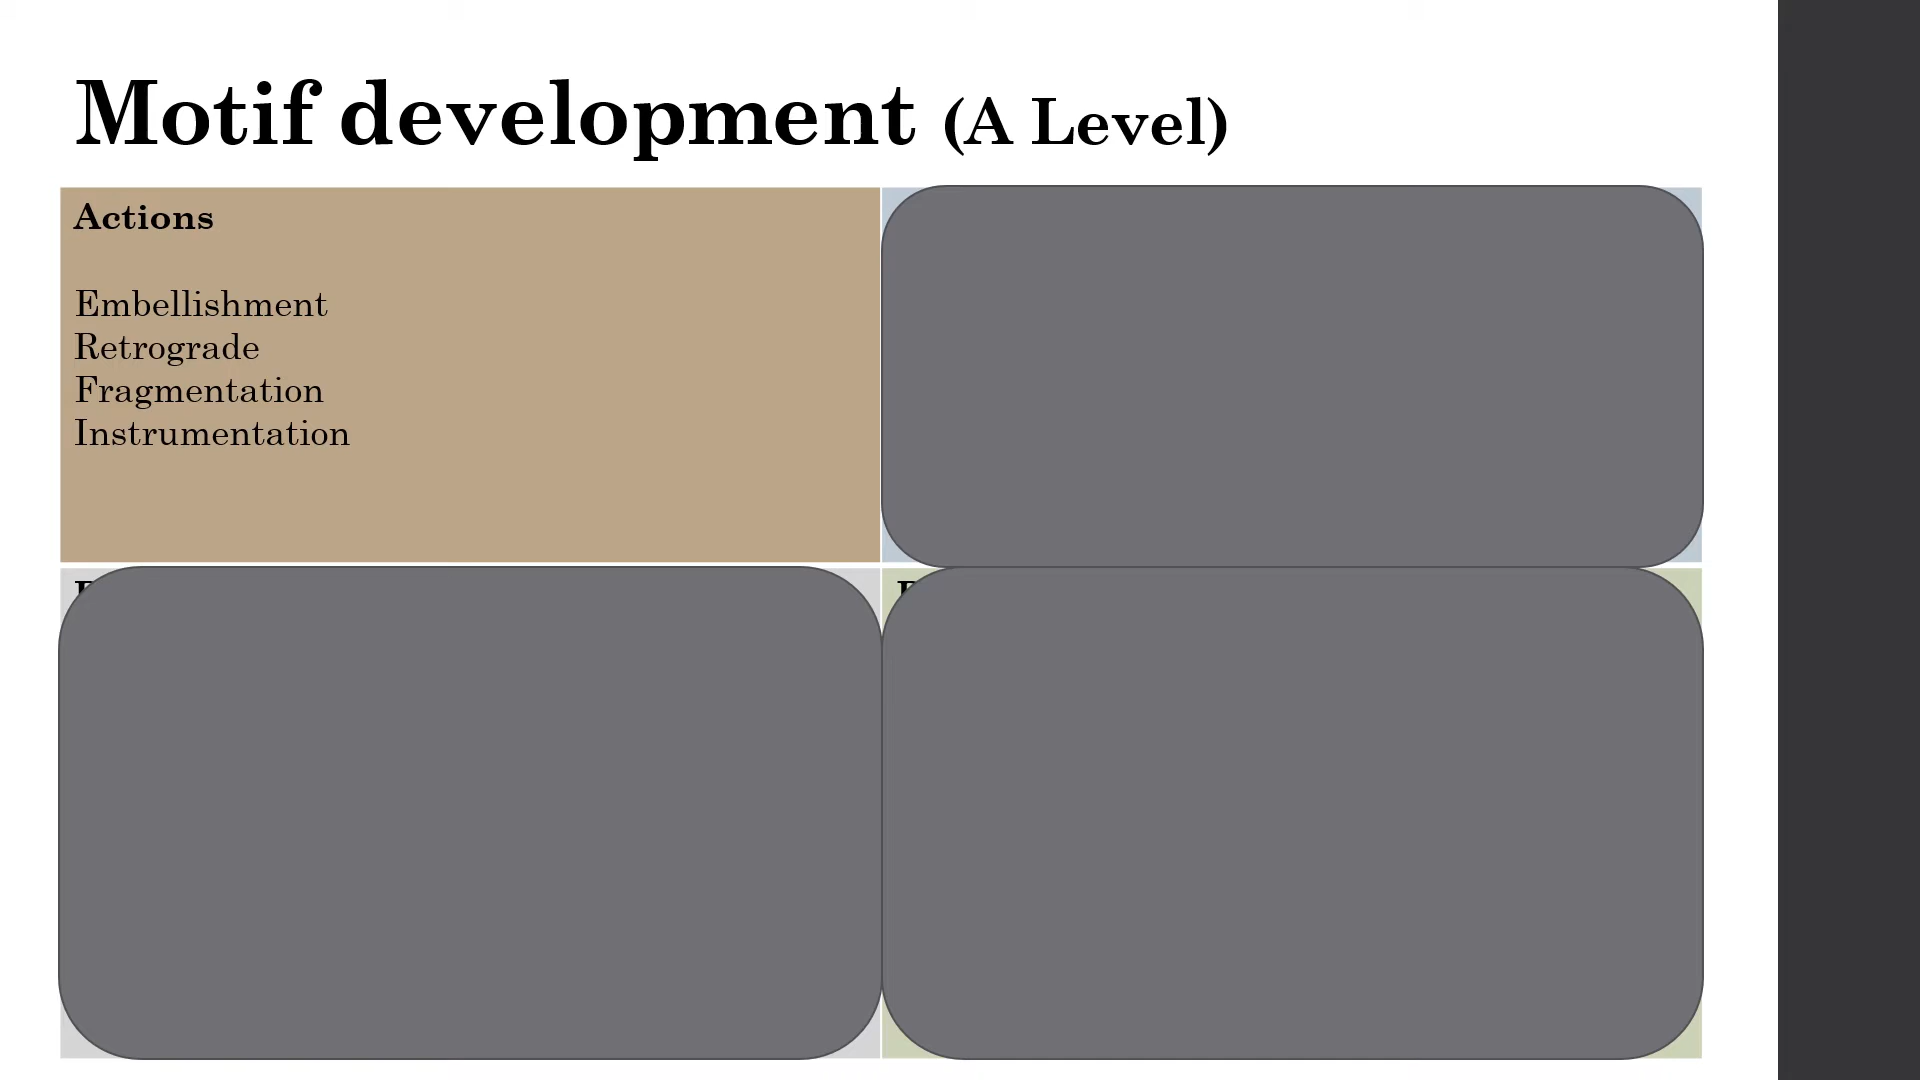 Motif development (A Level)
Actions
Embellishment
Retrograde
Fragmentation
Instrumentation